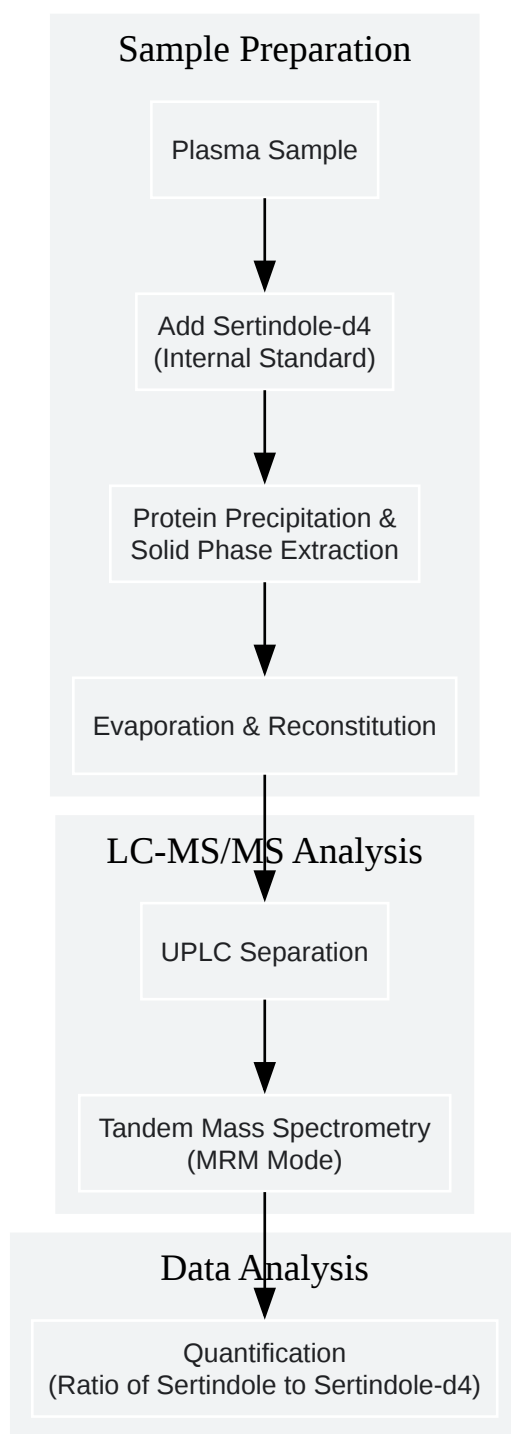 Sample Preparation
Plasma Sample
Add Sertindole-d4
(Internal Standard)
Protein Precipitation &
Solid Phase Extraction
Evaporation & Reconstitution
LC-MS/MS Analysis
UPLC Separation
Tandem Mass Spectrometry
(MRM Mode)
Data Analysis
Quantification
(Ratio of Sertindole to Sertindole-d4)